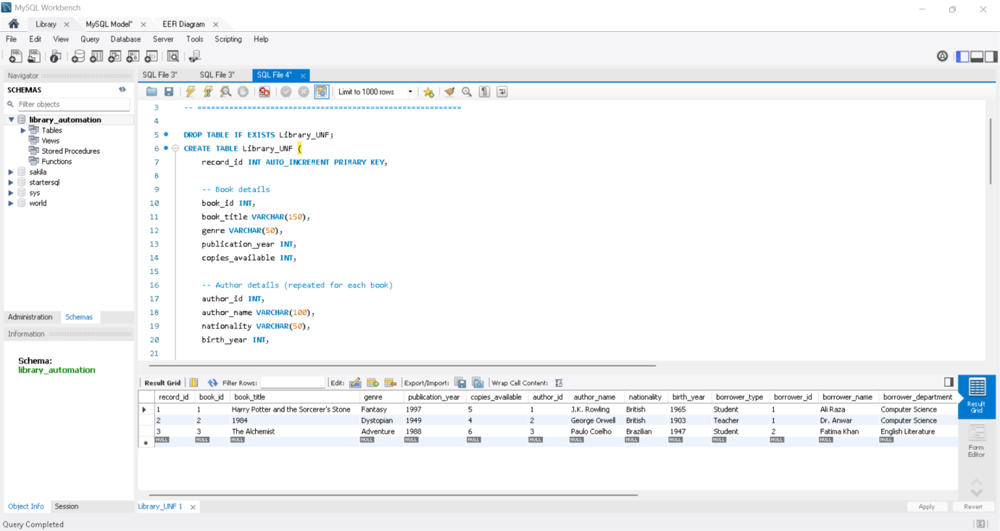 MySQL Workbench
Library
MySQL Model*
EER Diagram
File Edit View Query Database Server Tools Scripting Help
Navigator
SCHEMAS
Filter objects
library_automation
Tables
Views
Stored Procedures
Functions
sakila
startersql
sys
world
Administration Schemas
Information
Schema:
library_automation
Object Info Session
SQL File 3* SQL File 3* SQL File 4*
Limit to 1000 rows
3 -- ==========================================================
4
5 DROP TABLE IF EXISTS Library_UNF;
6 CREATE TABLE Library_UNF (
7 record_id INT AUTO_INCREMENT PRIMARY KEY,
8
9 -- Book details
10 book_id INT,
11 book_title VARCHAR(150),
12 genre VARCHAR(50),
13 publication_year INT,
14 copies_available INT,
15
16 -- Author details (repeated for each book)
17 author_id INT,
18 author_name VARCHAR(100),
19 nationality VARCHAR(50),
20 birth_year INT,
21
Result Grid Filter Rows: Edit: Export/Import: Wrap Cell Content: IA
record_id book_id book_title genre publication_year copies_available author_id author_name nationality birth_year borrower_type borrower_id borrower_name borrower_department
1 1 Harry Potter and the Sorcerer's Stone Fantasy 1997 5 1 J.K. Rowling British 1965 Student 1 Ali Raza Computer Science
2 2 1984 Dystopian 1949 4 2 George Orwell British 1903 Teacher 1 Dr. Anwar Computer Science
3 3 The Alchemist Adventure 1988 6 3 Paulo Coelho Brazilian 1947 Student 2 Fatima Khan English Literature
NULL NULL NULL NULL NULL NULL NULL NULL NULL NULL NULL NULL NULL NULL
Result
Grid
Form
Editor
Library_UNF 1
Apply Revert
Query Completed